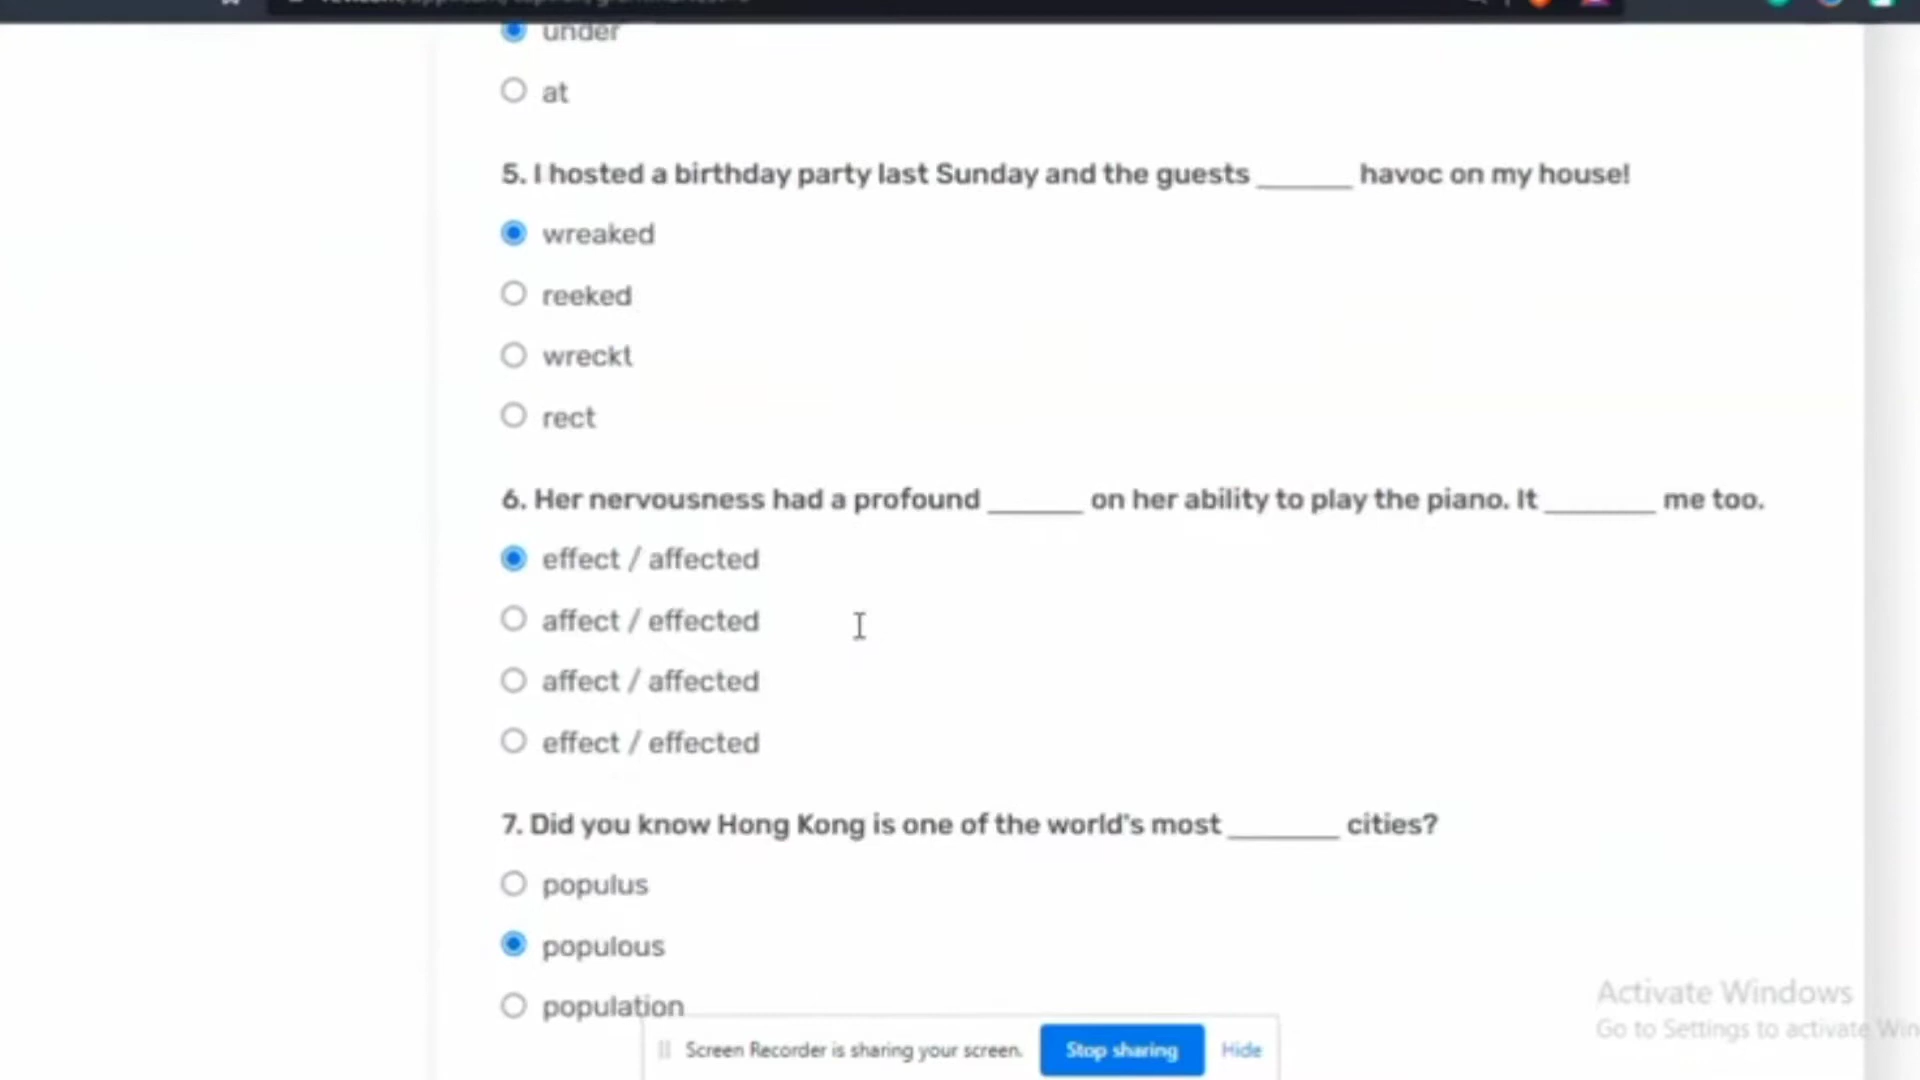 under
at
5. I hosted a birthday party last Sunday and the guests ______ havoc on my house!
wreaked
reeked
wreckt
rect
6. Her nervousness had a profound ______ on her ability to play the piano. It _______ me too.
effect / affected
affect / effected
affect / affected
effect / effected
7. Did you know Hong Kong is one of the world's most _______ cities?
populus
populous
population
Screen Recorder is sharing your screen. Stop sharing Hide
Activate Windows
Go to Settings to activate Win